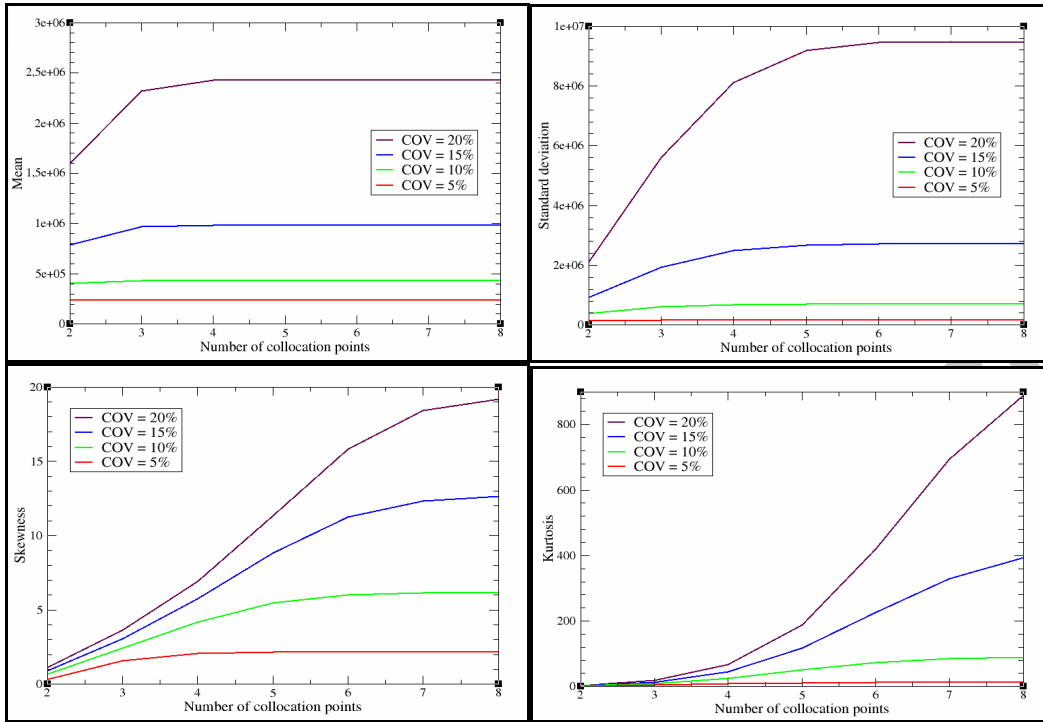 3e+06
2,5e+06
2e+06
1,5e+06
1e+06
5e+05
0
Mean
COV = 20%
COV = 15%
COV = 10%
COV = 5%
2 3 4 5 6 7 8
Number of collocation points
1e+07
8e+06
6e+06
4e+06
2e+06
0
Standard deviation
COV = 20%
COV = 15%
COV = 10%
COV = 5%
2 3 4 5 6 7 8
Number of collocation points
20
15
10
5
0
Skewness
COV = 20%
COV = 15%
COV = 10%
COV = 5%
2 3 4 5 6 7 8
Number of collocation points
800
600
400
200
0
Kurtosis
COV = 20%
COV = 15%
COV = 10%
COV = 5%
2 3 4 5 6 7 8
Number of collocation points